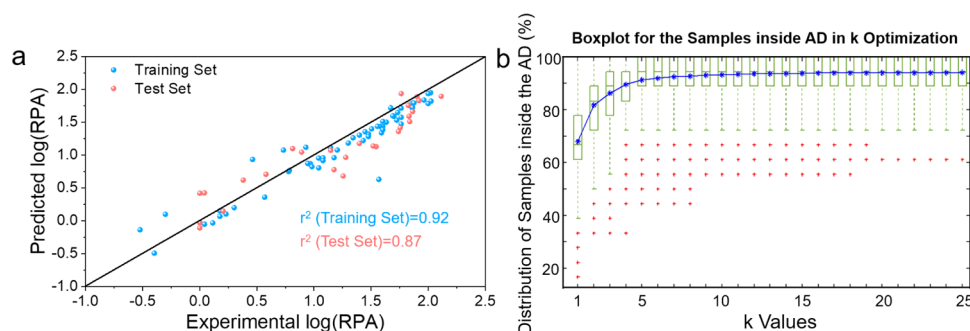 a
2.5
2.0
1.5
1.0
0.5
0.0
-0.5
-1.0
-1.0
-0.5
0.0
0.5
1.0
1.5
2.0
2.5
Predicted log(RPA)
Experimental log(RPA)
Training Set
Test Set
r² (Training Set)=0.92
r² (Test Set)=0.87
b
Boxplot for the Samples inside AD in k Optimization
Distribution of Samples inside the AD (%)
100
80
60
40
20
1
5
10
15
20
25
k Values